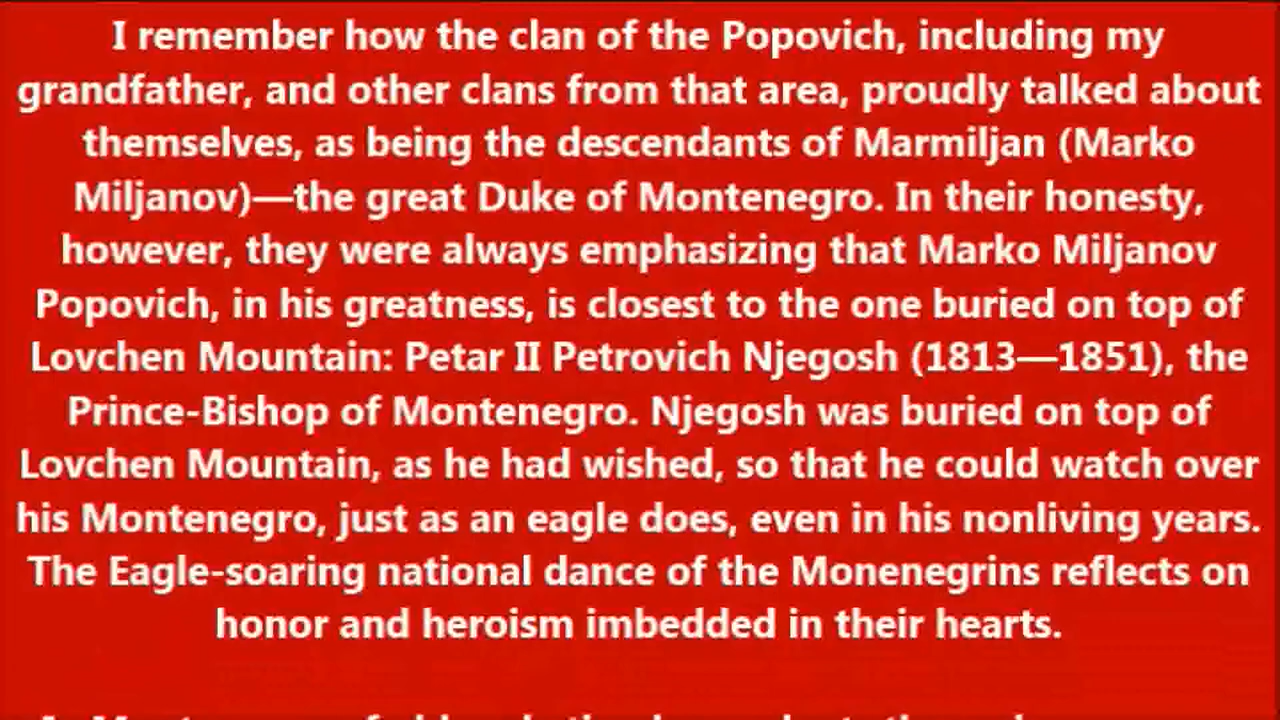 I remember how the clan of the Popovich, including my
grandfather, and other clans from that area, proudly talked about
themselves, as being the descendants of Marmiljan (Marko
Miljanov)—the great Duke of Montenegro. In their honesty,
however, they were always emphasizing that Marko Miljanov
Popovich, in his greatness, is closest to the one buried on top of
Lovchen Mountain: Petar II Petrovich Njegosh (1813—1851), the
Prince-Bishop of Montenegro. Njegosh was buried on top of
Lovchen Mountain, as he had wished, so that he could watch over
his Montenegro, just as an eagle does, even in his nonliving years.
The Eagle-soaring national dance of the Monenegrins reflects on
honor and heroism imbedded in their hearts.